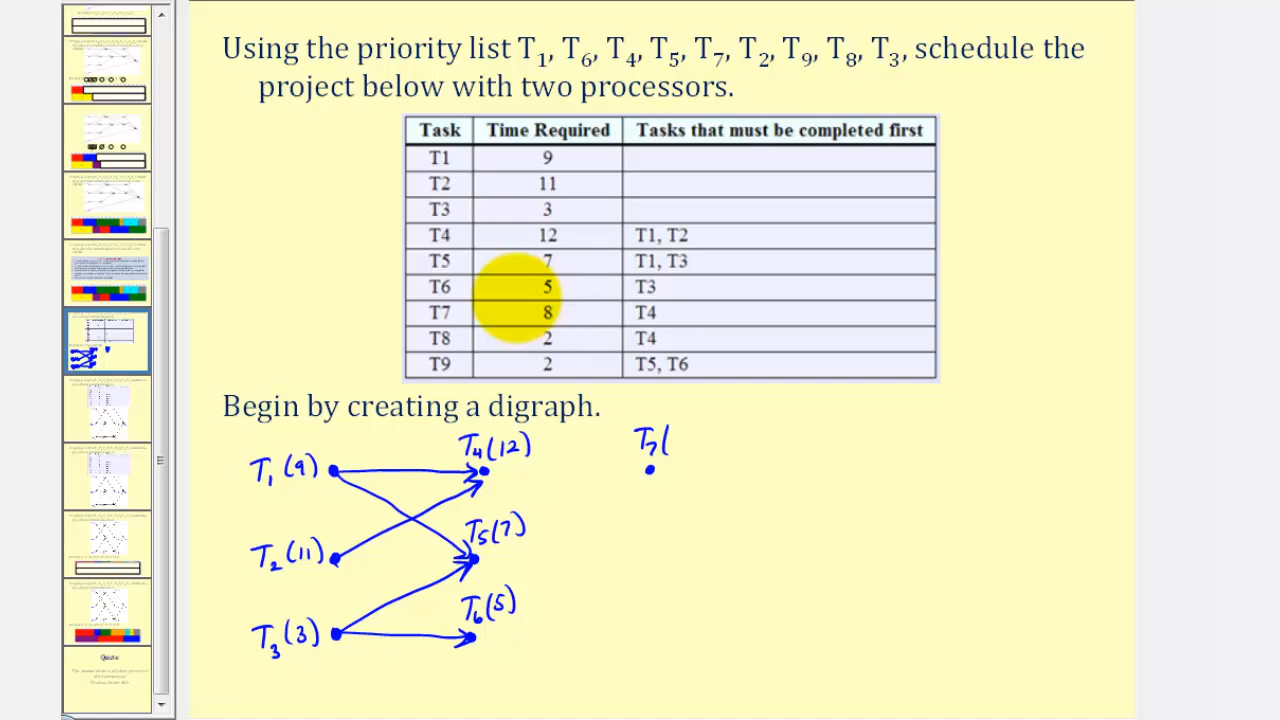 Using the priority list T1, T6, T4, T5, T7, T2, T9, T8, T3, schedule the
project below with two processors.
Task Time Required Tasks that must be completed first
T1 9
T2 11
T3 3
T4 12 T1, T2
T5 7 T1, T3
T6 5 T3
T7 8 T4
T8 2 T4
T9 2 T5, T6
Begin by creating a digraph.
T4(12) T7(
T1(9)
T5(7)
T2(11)
T6(5)
T3(3)
Quote